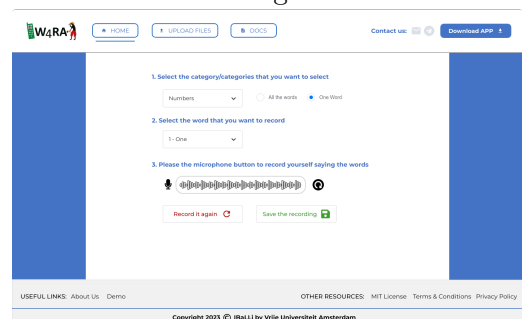 W4RA
HOME
UPLOAD FILES
DOCS
Contact us:
Download APP
1. Select the category/categories that you want to select
Numbers
All the words
One Word
2. Select the word that you want to record
1 - One
3. Please the microphone button to record yourself saying the words
Record it again
Save the recording
USEFUL LINKS: About Us Demo
OTHER RESOURCES: MIT License Terms & Conditions Privacy Policy
Copyright 2023 © IBaLLi by Vrije Universiteit Amsterdam